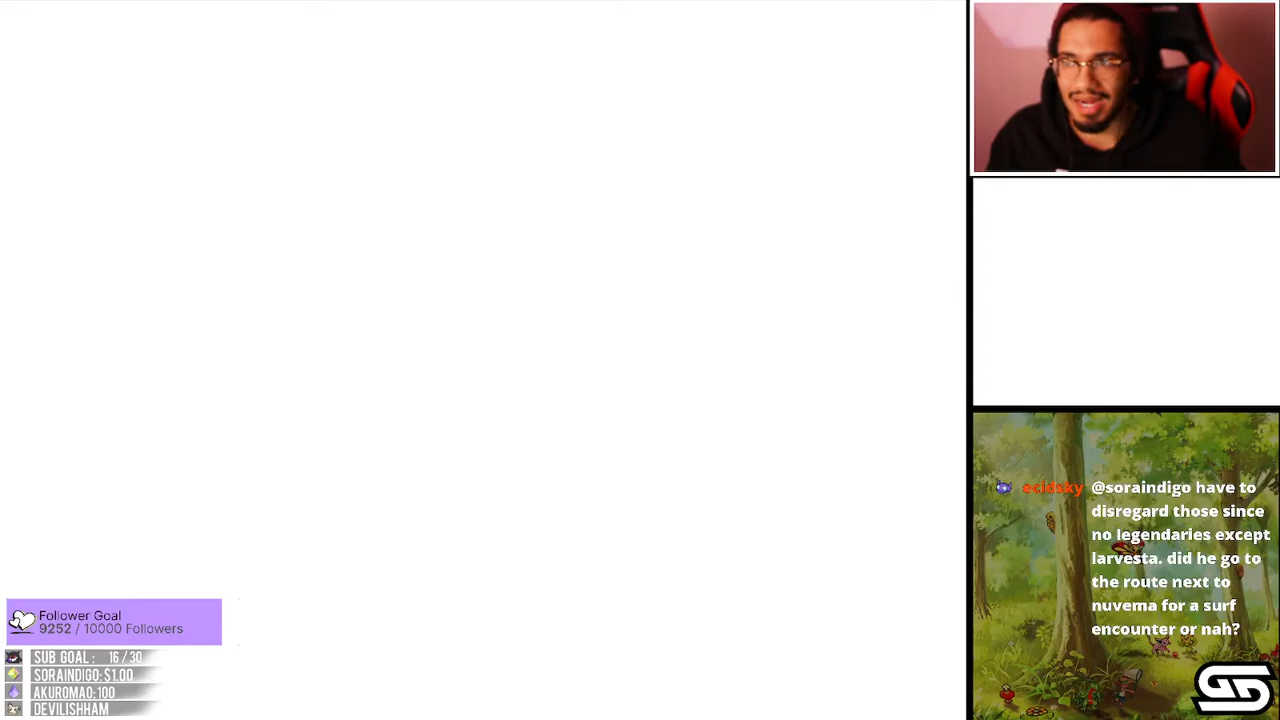 acidsky @soraindigo have to
disregard those since
no legendaries except
larvesta. did he go to
the route next to
nuvema for a surf
encounter or nah?
Follower Goal
9252 / 10000 Followers
SUB GOAL : 16 / 30
SORAINDIGO: $1.00
AKUROMAO: 100
DEVILISHHAM